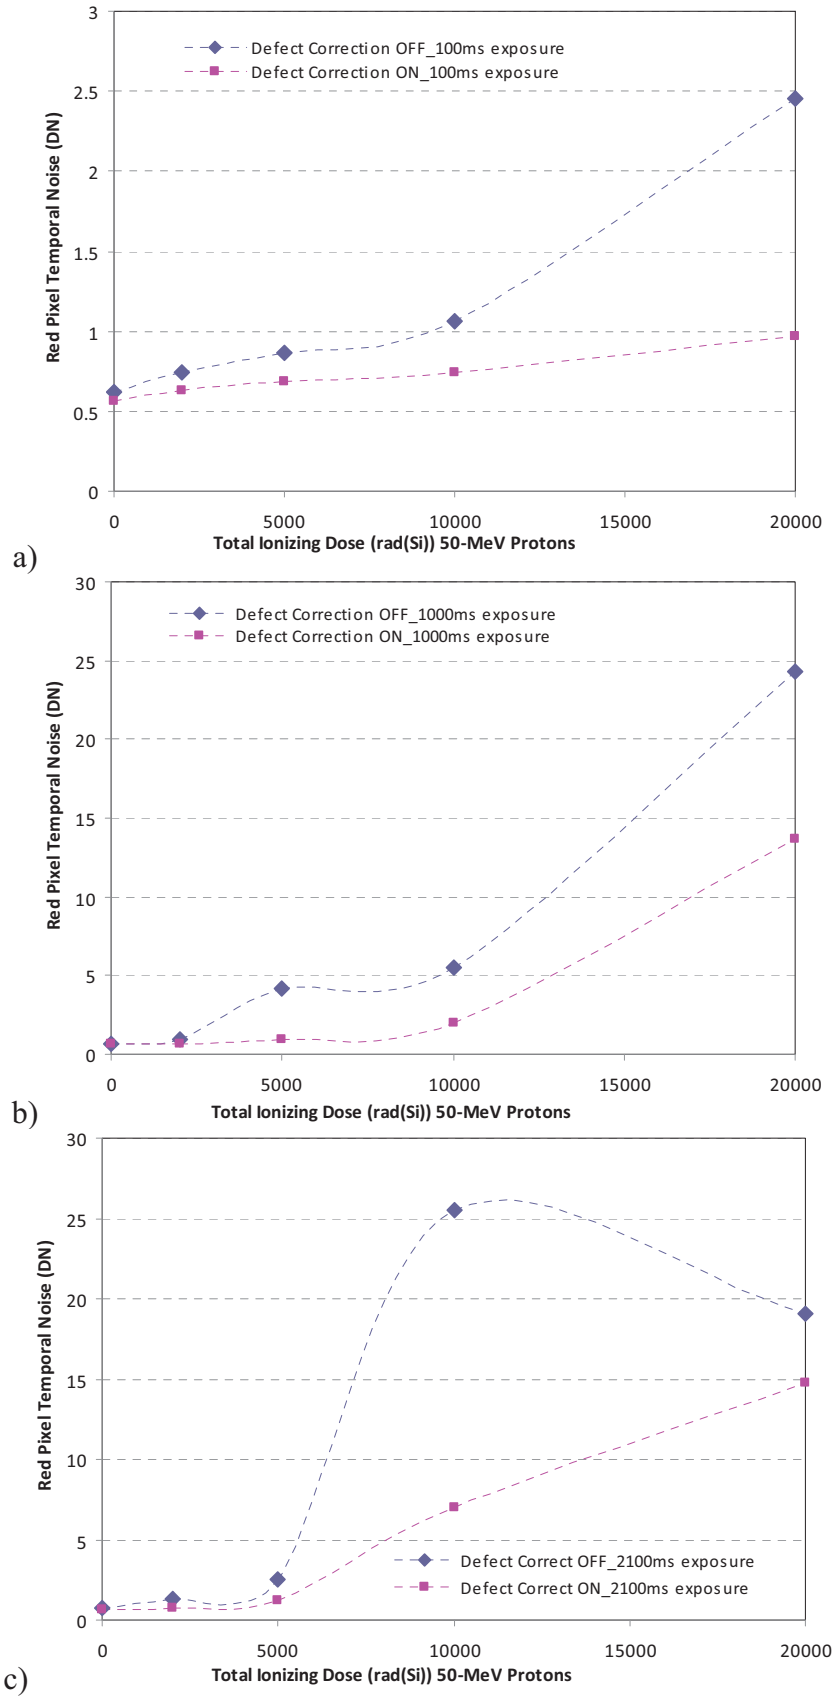 3
2.5
2
1.5
1
0.5
0
Red Pixel Temporal Noise (DN)
Defect Correction OFF_100ms exposure
Defect Correction ON_100ms exposure
0 5000 10000 15000 20000
Total Ionizing Dose (rad(Si)) 50-MeV Protons
a)
30
25
20
15
10
5
0
Red Pixel Temporal Noise (DN)
Defect Correction OFF_1000ms exposure
Defect Correction ON_1000ms exposure
0 5000 10000 15000 20000
Total Ionizing Dose (rad(Si)) 50-MeV Protons
b)
30
25
20
15
10
5
0
Red Pixel Temporal Noise (DN)
Defect Correct OFF_2100ms exposure
Defect Correct ON_2100ms exposure
0 5000 10000 15000 20000
Total Ionizing Dose (rad(Si)) 50-MeV Protons
c)